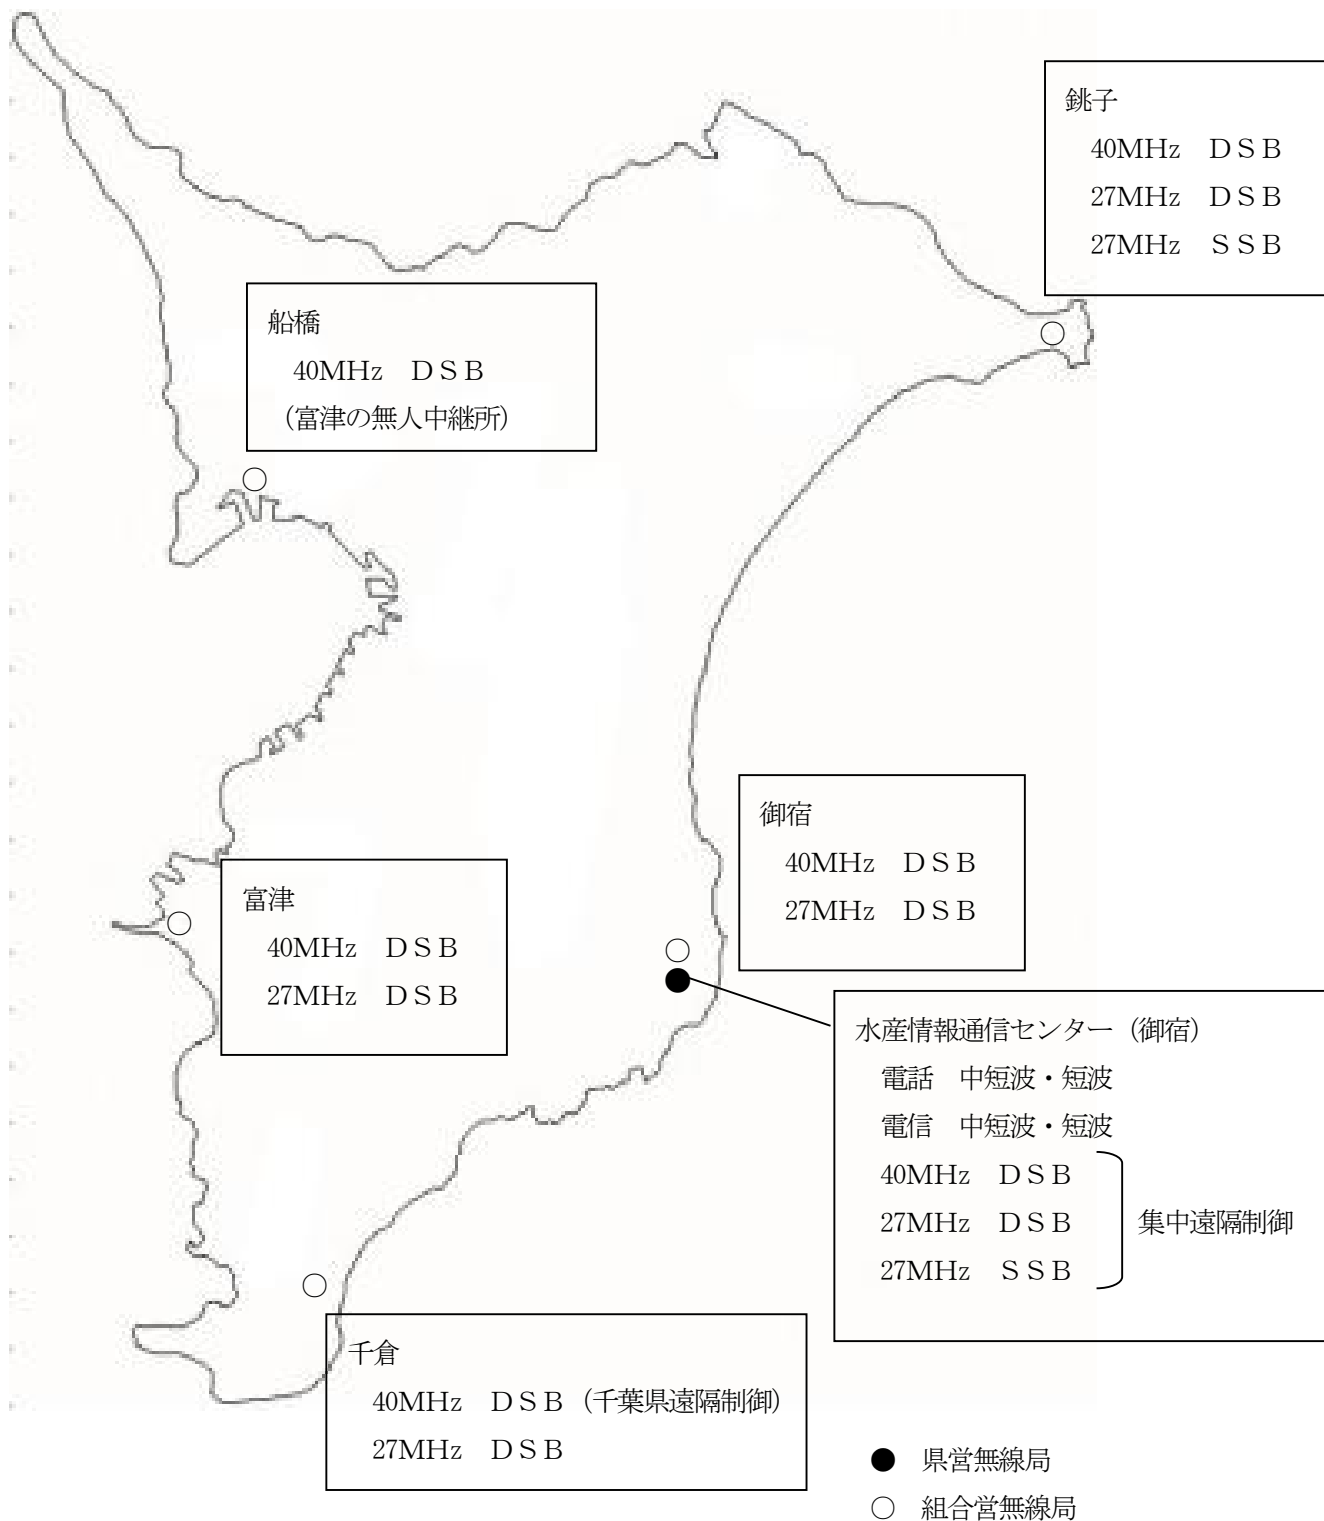 銚子
40MHz　ＤＳＢ
27MHz　ＤＳＢ
27MHz　ＳＳＢ
船橋
40MHz　ＤＳＢ
（富津の無人中継所）
御宿
40MHz　ＤＳＢ
27MHz　ＤＳＢ
富津
40MHz　ＤＳＢ
27MHz　ＤＳＢ
水産情報通信センター（御宿）
電話　中短波・短波
電信　中短波・短波
40MHz　ＤＳＢ
27MHz　ＤＳＢ
27MHz　ＳＳＢ
集中遠隔制御
千倉
40MHz　ＤＳＢ（千葉県遠隔制御）
27MHz　ＤＳＢ
●　県営無線局
○　組合営無線局